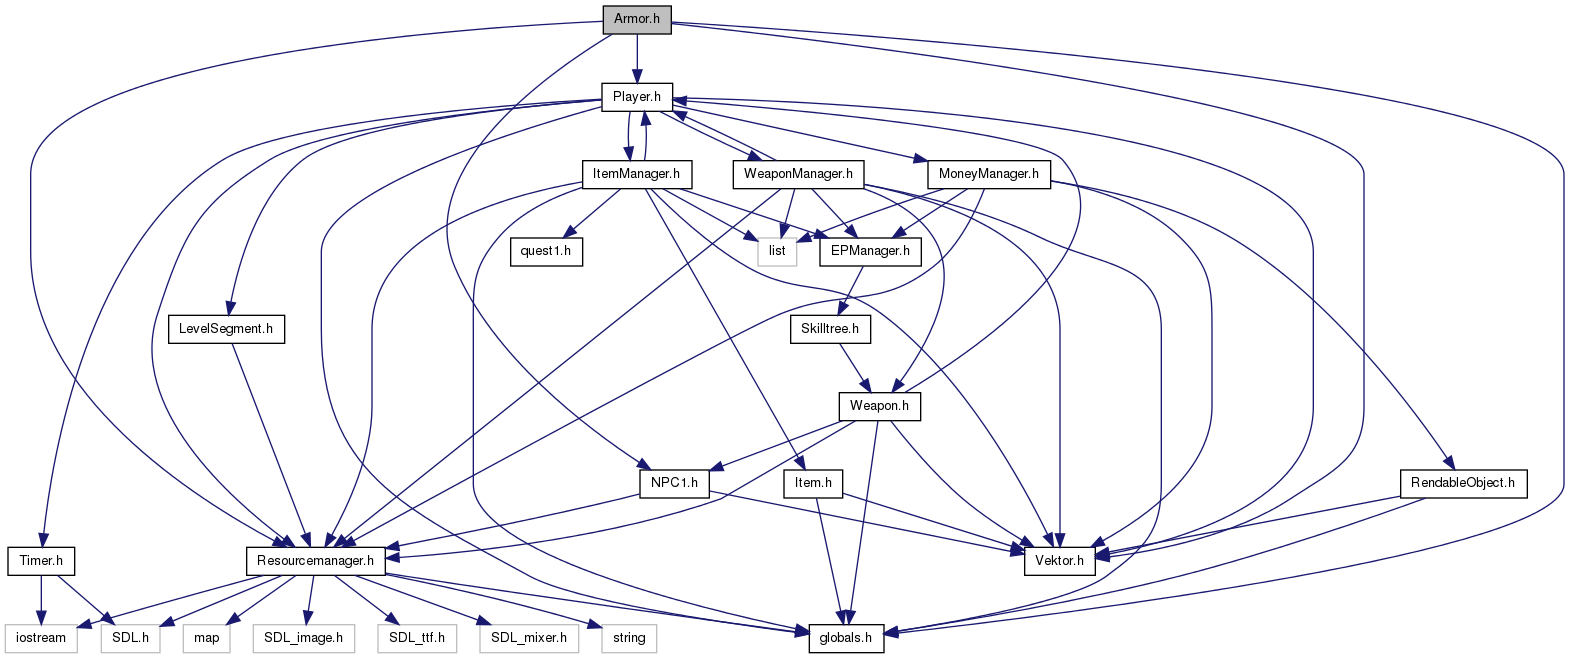 Armor.h
Player.h
ItemManager.h
WeaponManager.h
MoneyManager.h
quest1.h
list
EPManager.h
LevelSegment.h
Skilltree.h
Weapon.h
NPC1.h
Item.h
RendableObject.h
Timer.h
Resourcemanager.h
Vektor.h
iostream
SDL.h
map
SDL_image.h
SDL_ttf.h
SDL_mixer.h
string
globals.h